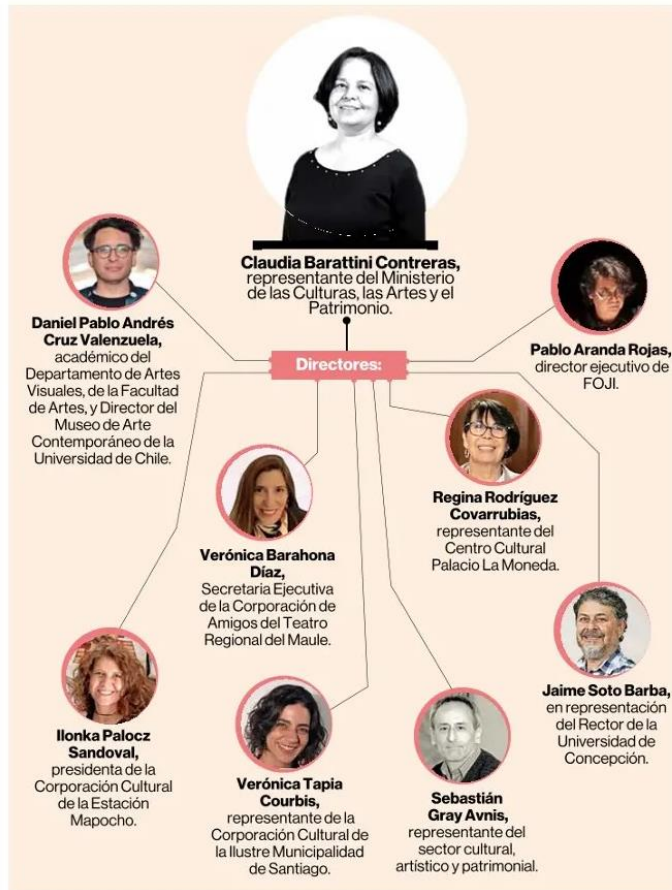 Claudia Barattini Contreras,
representante del Ministerio
de las Culturas, las Artes y el
Patrimonio.
Directores:
Daniel Pablo Andrés
Cruz Valenzuela,
académico del
Departamento de Artes
Visuales, de la Facultad
de Artes, y Director del
Museo de Arte
Contemporáneo de la
Universidad de Chile.
Pablo Aranda Rojas,
director ejecutivo de
FOJI.
Verónica Barahona
Díaz,
Secretaria Ejecutiva
de la Corporación de
Amigos del Teatro
Regional del Maule.
Regina Rodríguez
Covarrubias,
representante del
Centro Cultural
Palacio La Moneda.
Ilonka Palocz
Sandoval,
presidenta de la
Corporación Cultural
de la Estación
Mapocho.
Verónica Tapia
Courbis,
representante de la
Corporación Cultural de
la Ilustre Municipalidad
de Santiago.
Sebastián
Gray Avnis,
representante del
sector cultural,
artístico y patrimonial.
Jaime Soto Barba,
en representación
del Rector de la
Universidad de
Concepción.